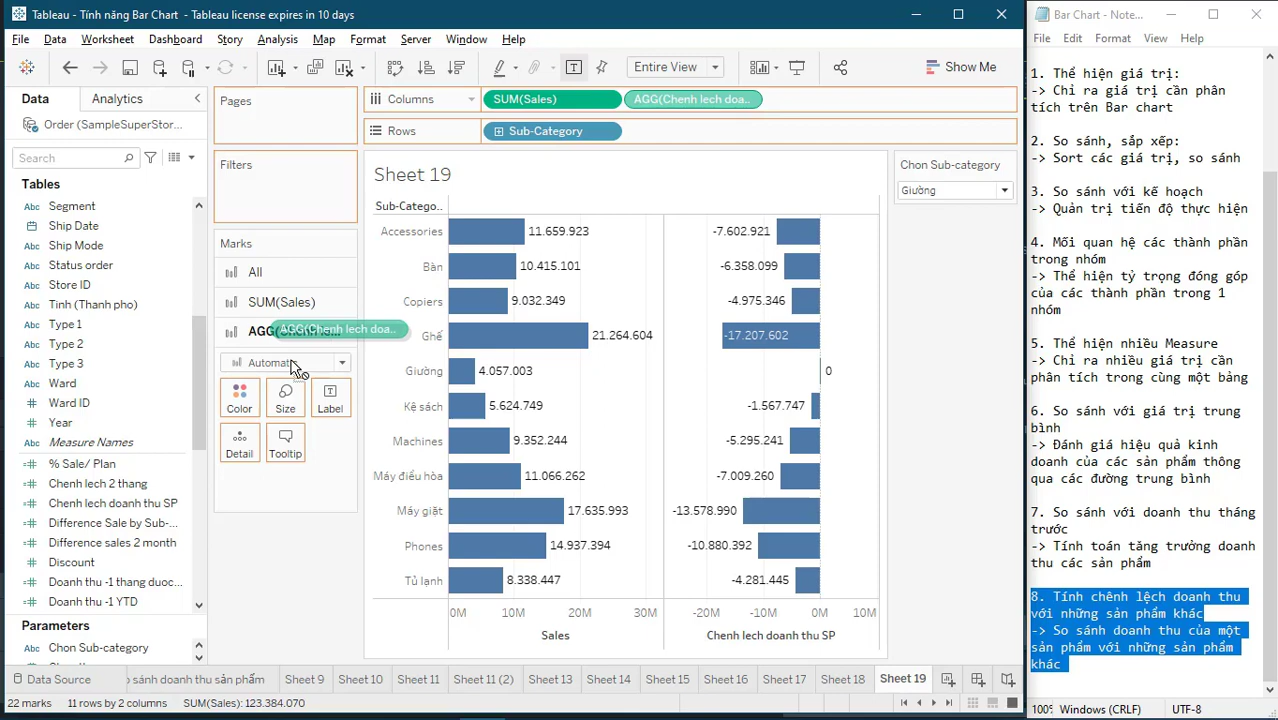 Tableau - Tính năng Bar Chart - Tableau license expires in 10 days
File Data Worksheet Dashboard Story Analysis Format Server Window Help
Entire View
Show Me
Data Analytics
Order (SampleSuperStor...
Search
Tables
Abc Segment
Ship Date
Abc Ship Mode
Abc Status order
Abc Store ID
Abc Tinh (Thanh pho)
Abc Type 1
Abc Type 2
Abc Type 3
Abc Ward
Ward ID
Abc Year
Abc Measure Names
% Sale/ Plan
Chenh lech 2 thang
Chenh lech doanh thu SP
Difference Sale by Sub-...
Difference sales 2 month
Discount
Doanh thu -1 thang duoc...
Doanh thu -1 YTD
Parameters
Abc Chon Sub-category
Pages
Filters
Marks
All
SUM(Sales)
AGG(Chenh lech doa..
Automatic
Color Size Label
Detail Tooltip
Columns SUM(Sales) AGG(Chenh lech doa..
Rows Sub-Category
Sheet 19
Sub-Catego..
Accessories 11.659.923 -7.602.921
Bàn 10.415.101 -6.358.099
Copiers 9.032.349 -4.975.346
Ghế 21.264.604 -17.207.602
Giường 4.057.003 0
Kệ sách 5.624.749 -1.567.747
Machines 9.352.244 -5.295.241
Máy điều hòa 11.066.262 -7.009.260
Máy giặt 17.635.993 -13.578.990
Phones 14.937.394 -10.880.392
Tủ lạnh 8.338.447 -4.281.445
0M 10M 20M 30M -20M -10M 0M 10M
Sales Chenh lech doanh thu SP
Chon Sub-category
Giường
Data Source sánh doanh thu sản phẩm Sheet 9 Sheet 10 Sheet 11 Sheet 11 (2) Sheet 13 Sheet 14 Sheet 15 Sheet 16 Sheet 17 Sheet 18 Sheet 19
22 marks 11 rows by 2 columns SUM(Sales): 123.384.070
Bar Chart - Note...
File Edit Format View Help
1. Thể hiện giá trị:
-> Chỉ ra giá trị cần phân
tích trên Bar chart
2. So sánh, sắp xếp:
-> Sort các giá trị, so sánh
3. So sánh với kế hoạch
-> Quản trị tiến độ thực hiện
4. Mối quan hệ các thành phần
trong nhóm
-> Thể hiện tỷ trọng đóng góp
của các thành phần trong 1
nhóm
5. Thể hiện nhiều Measure
-> Chỉ ra nhiều giá trị cần
phân tích trong cùng một bảng
6. So sánh với giá trị trung
bình
-> Đánh giá hiệu quả kinh
doanh của các sản phẩm thông
qua các đường trung bình
7. So sánh với doanh thu tháng
trước
-> Tính toán tăng trưởng doanh
thu các sản phẩm
8. Tính chênh lệch doanh thu
với những sản phẩm khác
-> So sánh doanh thu của một
sản phẩm với những sản phẩm
khác
100% Windows (CRLF) UTF-8